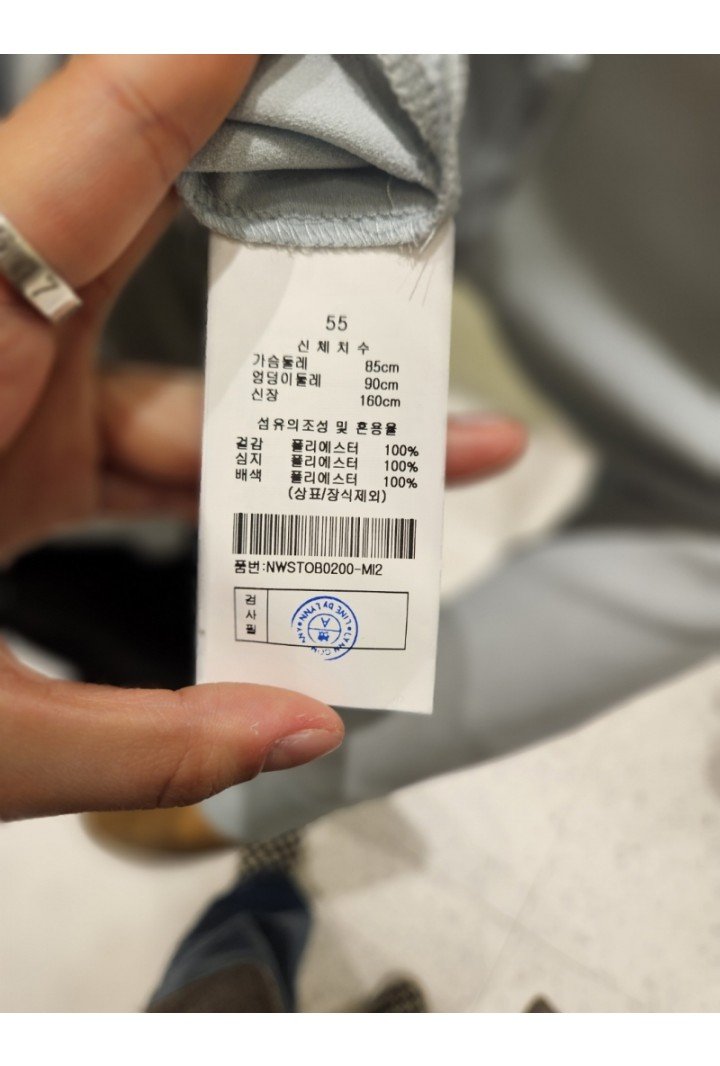 55
신체치수
가슴둘레 85cm
엉덩이둘레 90cm
신장 160cm
섬유의조성 및 혼용율
겉감 폴리에스터 100%
심지 폴리에스터 100%
배색 폴리에스터 100%
(상표/장식제외)
품번:NWSTOB0200-MI2
검사필
LINE BY LYNN
A